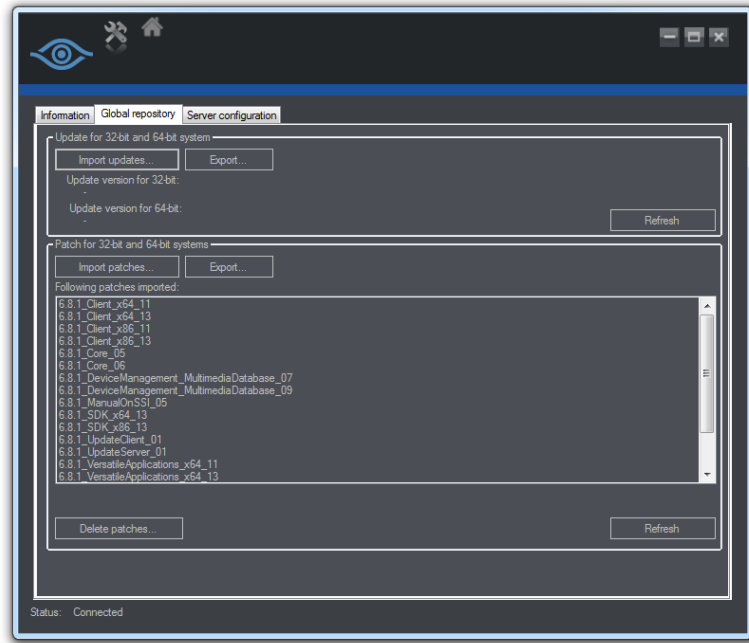 Information Global repository Server configuration
Update for 32-bit and 64-bit system
Import updates... Export...
Update version for 32-bit:
-
Update version for 64-bit:
-
Refresh
Patch for 32-bit and 64-bit systems
Import patches... Export...
Following patches imported:
6.8.1_Client_x64_11
6.8.1_Client_x64_13
6.8.1_Client_x86_11
6.8.1_Client_x86_13
6.8.1_Core_05
6.8.1_Core_06
6.8.1_DeviceManagement_MultimediaDatabase_07
6.8.1_DeviceManagement_MultimediaDatabase_09
6.8.1_ManualOnSSI_05
6.8.1_SDK_x64_13
6.8.1_SDK_x86_13
6.8.1_UpdateClient_01
6.8.1_UpdateServer_01
6.8.1_VersatileApplications_x64_11
6.8.1_VersatileApplications_x64_13
Delete patches... Refresh
Status: Connected